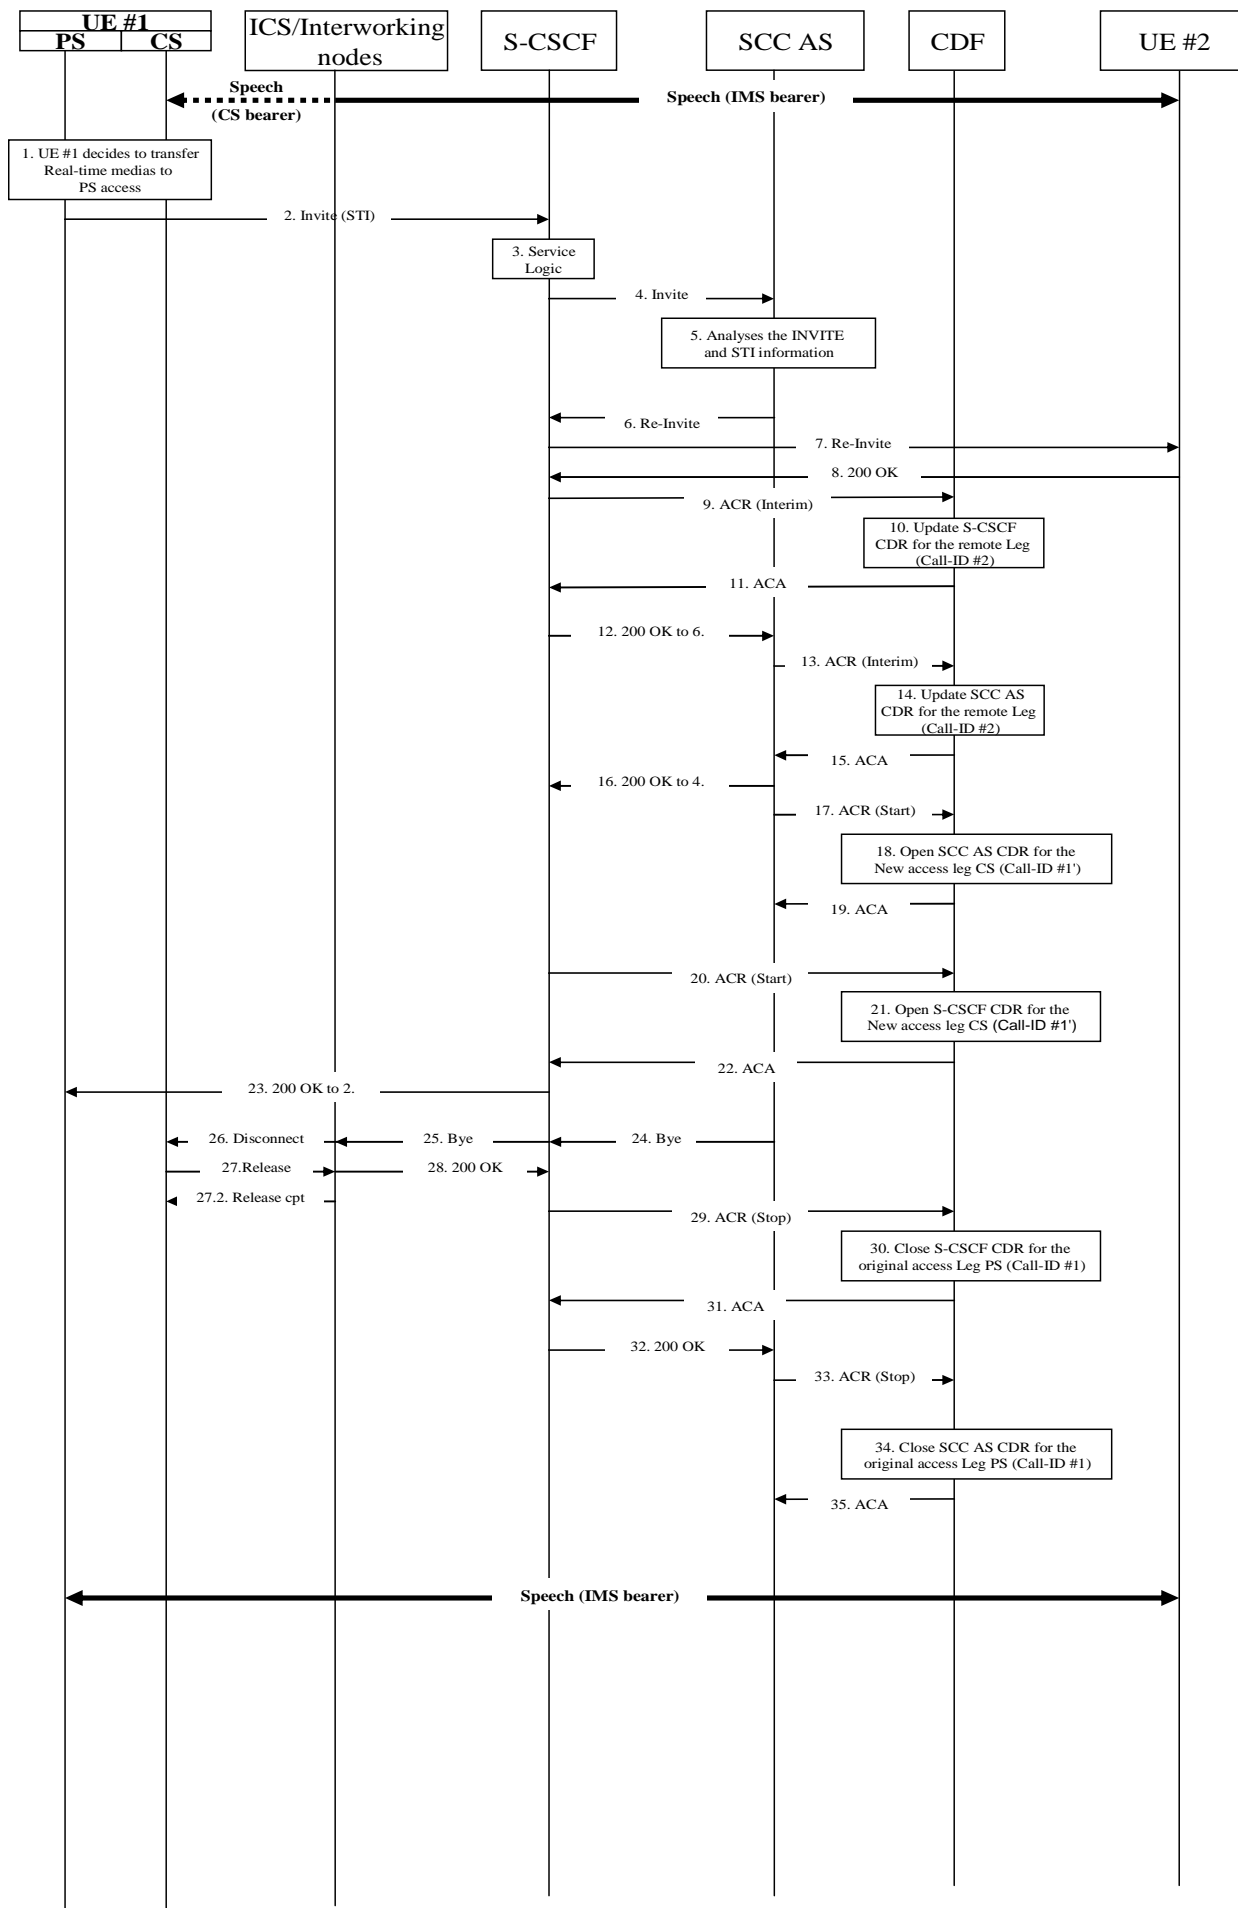 UE #1
PS
CS
ICS/Interworking
nodes
S-CSCF
SCC AS
CDF
UE #2
Speech
(CS bearer)
Speech (IMS bearer)
1. UE #1 decides to transfer
Real-time medias to
PS access
2. Invite (STI)
3. Service
Logic
4. Invite
5. Analyses the INVITE
and STI information
6. Re-Invite
7. Re-Invite
8. 200 OK
9. ACR (Interim)
10. Update S-CSCF
CDR for the remote Leg
(Call-ID #2)
11. ACA
12. 200 OK to 6.
13. ACR (Interim)
14. Update SCC AS
CDR for the remote Leg
(Call-ID #2)
15. ACA
16. 200 OK to 4.
17. ACR (Start)
18. Open SCC AS CDR for the
New access leg CS (Call-ID #1')
19. ACA
20. ACR (Start)
21. Open S-CSCF CDR for the
New access leg CS (Call-ID #1')
22. ACA
23. 200 OK to 2.
26. Disconnect
25. Bye
24. Bye
27.Release
28. 200 OK
27.2. Release cpt
29. ACR (Stop)
30. Close S-CSCF CDR for the
original access Leg PS (Call-ID #1)
31. ACA
32. 200 OK
33. ACR (Stop)
34. Close SCC AS CDR for the
original access Leg PS (Call-ID #1)
35. ACA
Speech (IMS bearer)